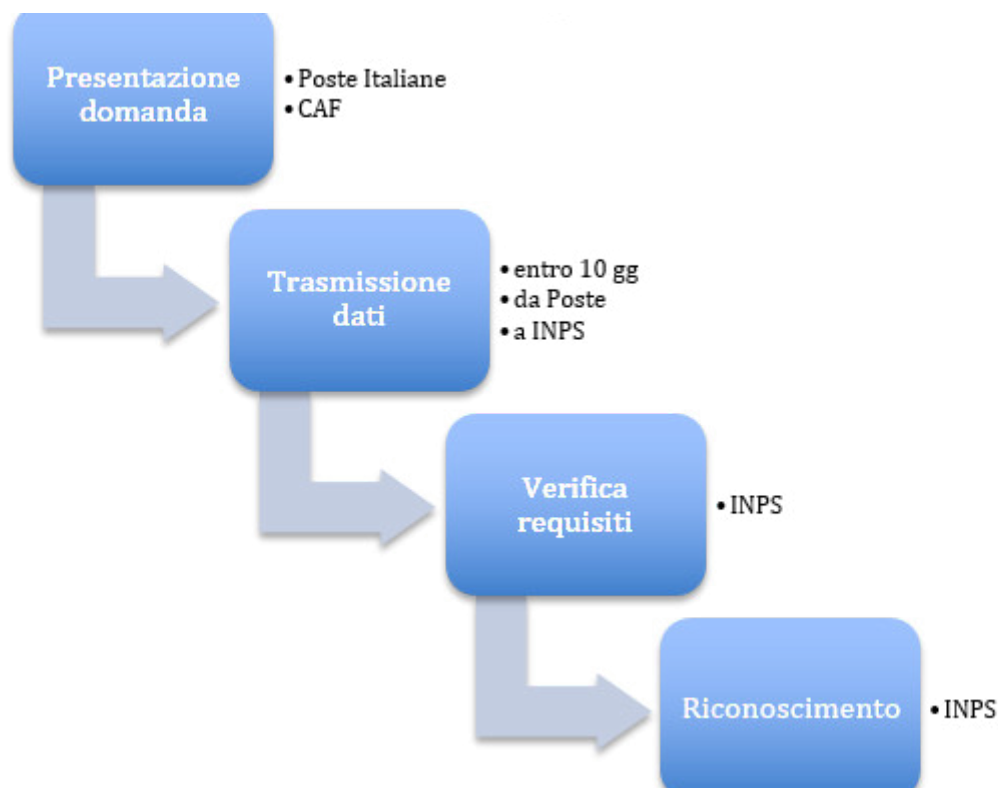 Presentazione
domanda
• Poste Italiane
• CAF
Trasmissione
dati
• entro 10 gg
• da Poste
• a INPS
Verifica
requisiti
• INPS
Riconoscimento
• INPS